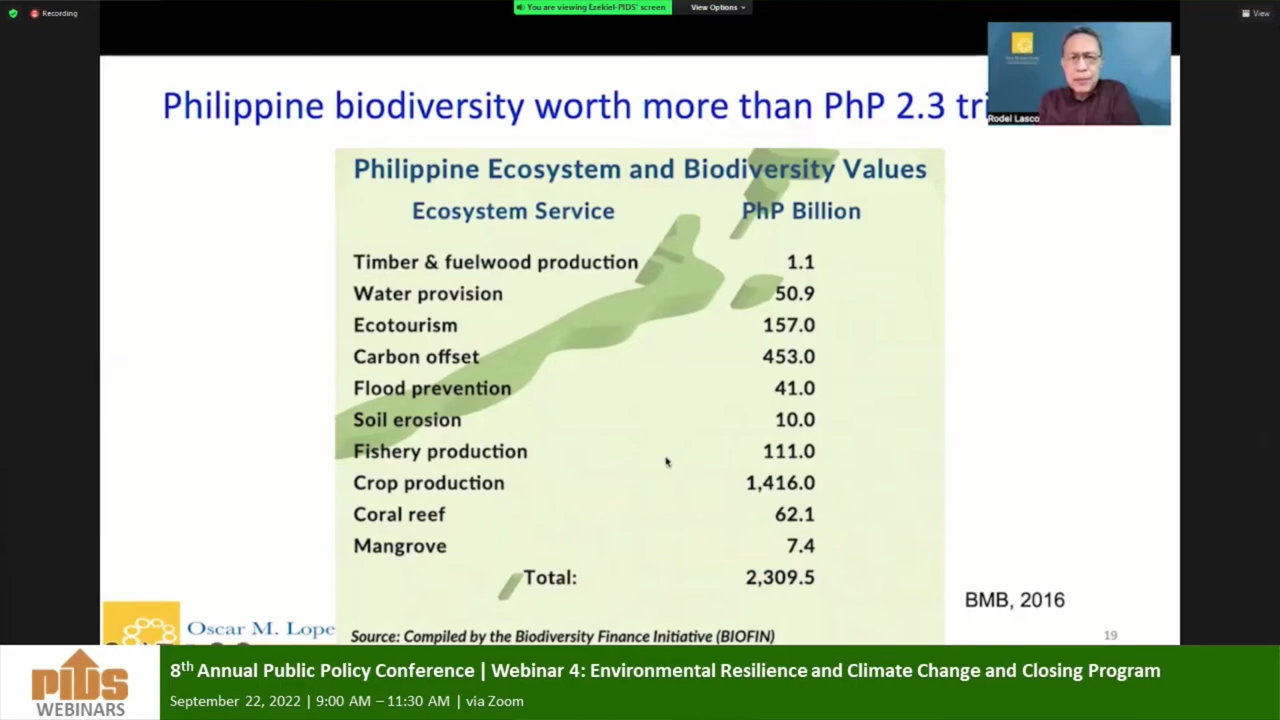 Recording
You are viewing Ezekiel-PIDS' screen
View Options
View
Philippine biodiversity worth more than PhP 2.3 tri
Rodel Lasco
Philippine Ecosystem and Biodiversity Values
Ecosystem Service PhP Billion
Timber & fuelwood production 1.1
Water provision 50.9
Ecotourism 157.0
Carbon offset 453.0
Flood prevention 41.0
Soil erosion 10.0
Fishery production 111.0
Crop production 1,416.0
Coral reef 62.1
Mangrove 7.4
Total: 2,309.5
BMB, 2016
Oscar M. Lope
Source: Compiled by the Biodiversity Finance Initiative (BIOFIN)
19
PIDS
WEBINARS
8th Annual Public Policy Conference | Webinar 4: Environmental Resilience and Climate Change and Closing Program
September 22, 2022 | 9:00 AM – 11:30 AM | via Zoom